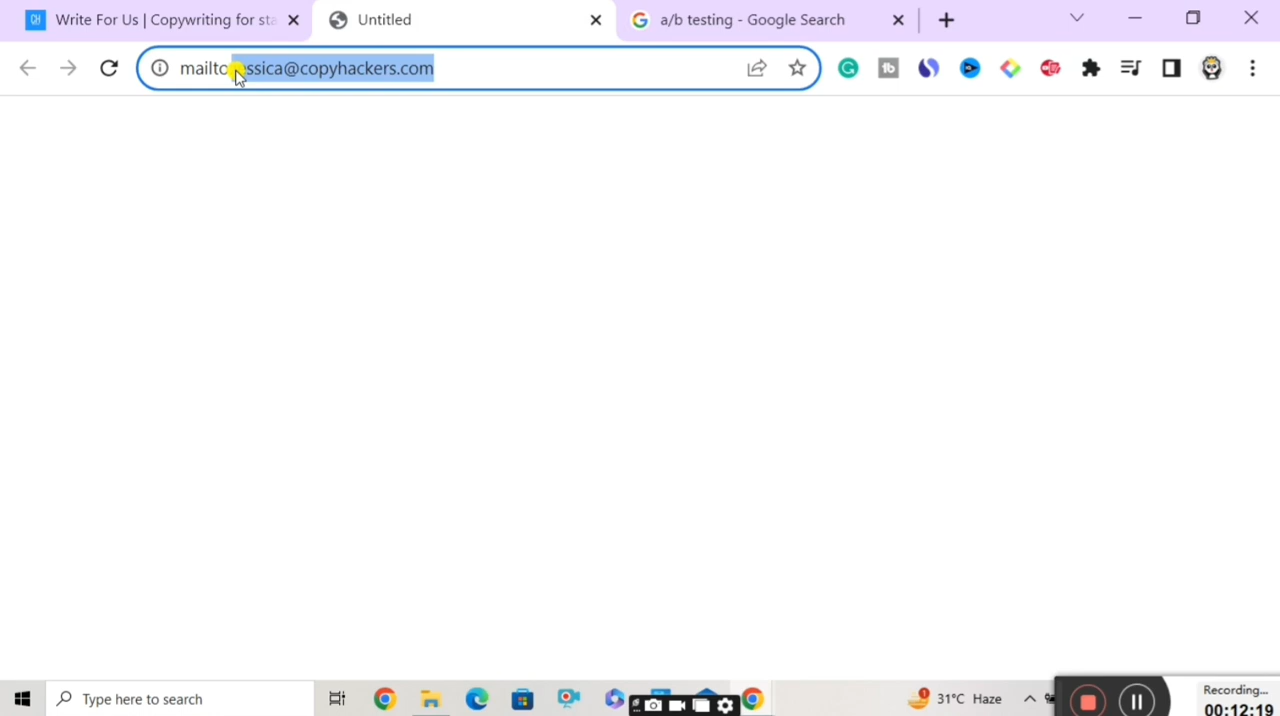 Write For Us | Copywriting for sta
Untitled
a/b testing - Google Search
mailto essica@copyhackers.com
Type here to search
31°C Haze
Recording...
00:12:19